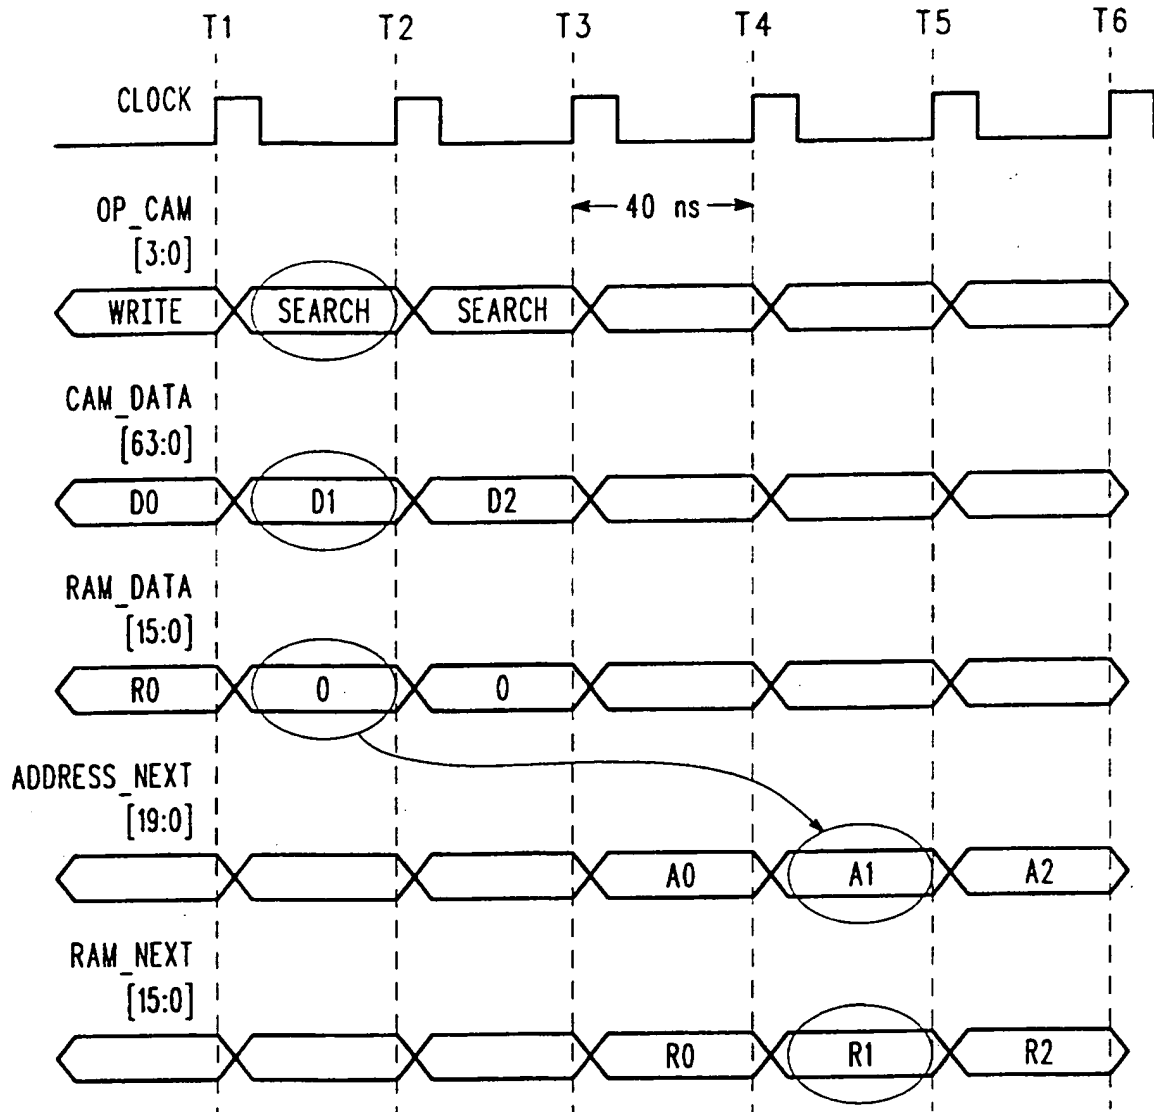 T1 T2 T3 T4 T5 T6
CLOCK
40 ns
OP_CAM
[3:0]
WRITE SEARCH SEARCH
CAM_DATA
[63:0]
D0 D1 D2
RAM_DATA
[15:0]
R0 0 0
ADDRESS_NEXT
[19:0]
A0 A1 A2
RAM_NEXT
[15:0]
R0 R1 R2